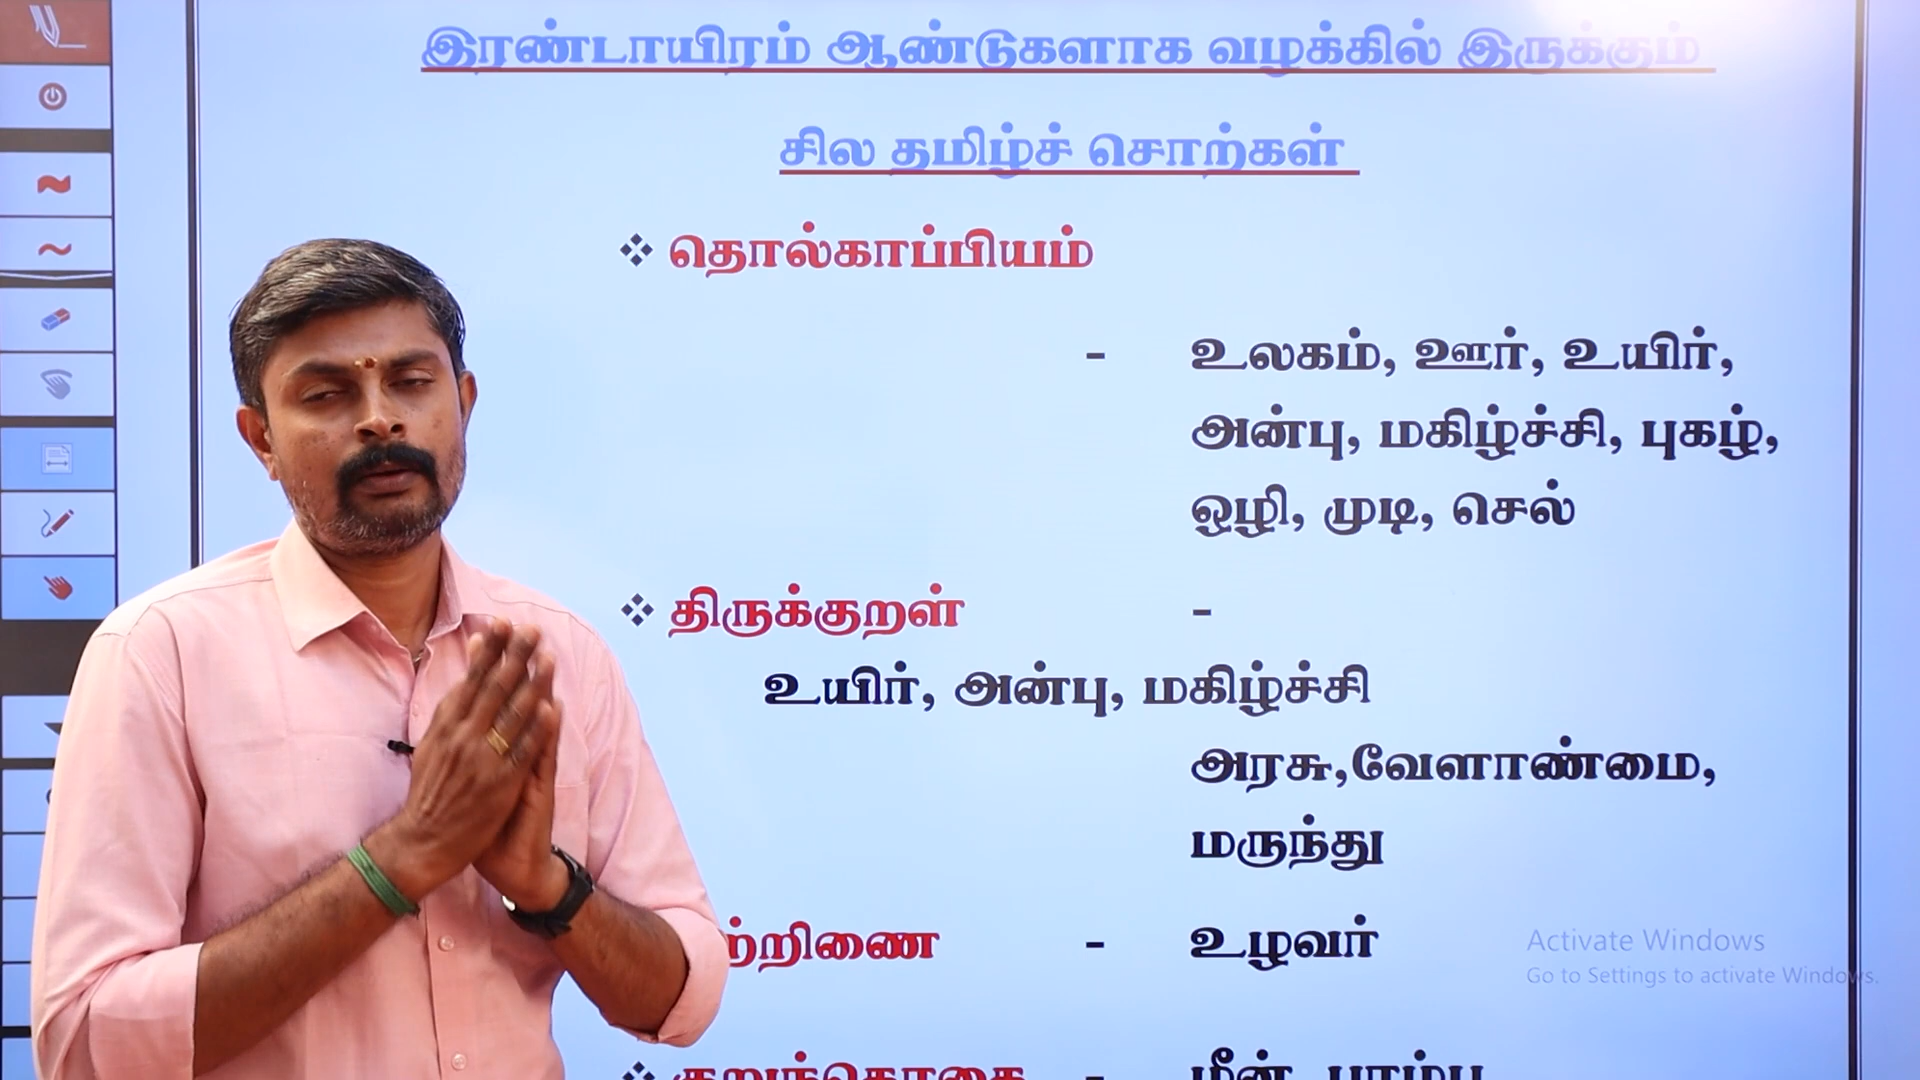 இரண்டாயிரம் ஆண்டுகளாக வழக்கில் இருக்கும்
சில தமிழ்ச் சொற்கள்
❖ தொல்காப்பியம்
- உலகம், ஊர், உயிர்,
அன்பு, மகிழ்ச்சி, புகழ்,
ஒழி, முடி, செல்
❖ திருக்குறள் -
உயிர், அன்பு, மகிழ்ச்சி
அரசு,வேளாண்மை,
மருந்து
ற்றிணை - உழவர்
Activate Windows
Go to Settings to activate Windows.
❖ குறுந்தொகை - மீன், பாம்பு